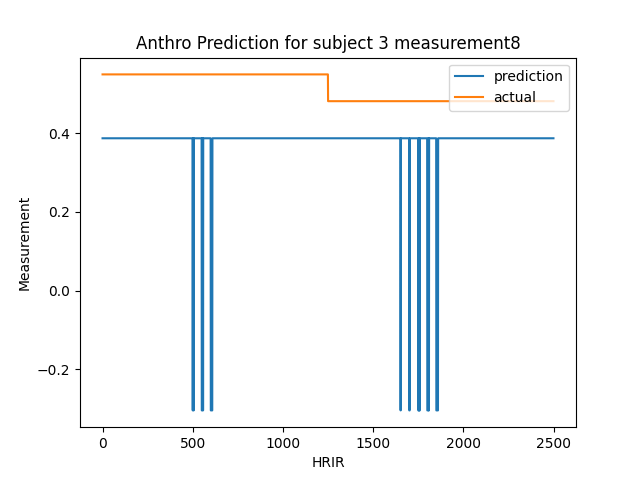 Anthro Prediction for subject 3 measurement8
prediction
actual
0.4
0.2
0.0
−0.2
Measurement
0
500
1000
1500
2000
2500
HRIR